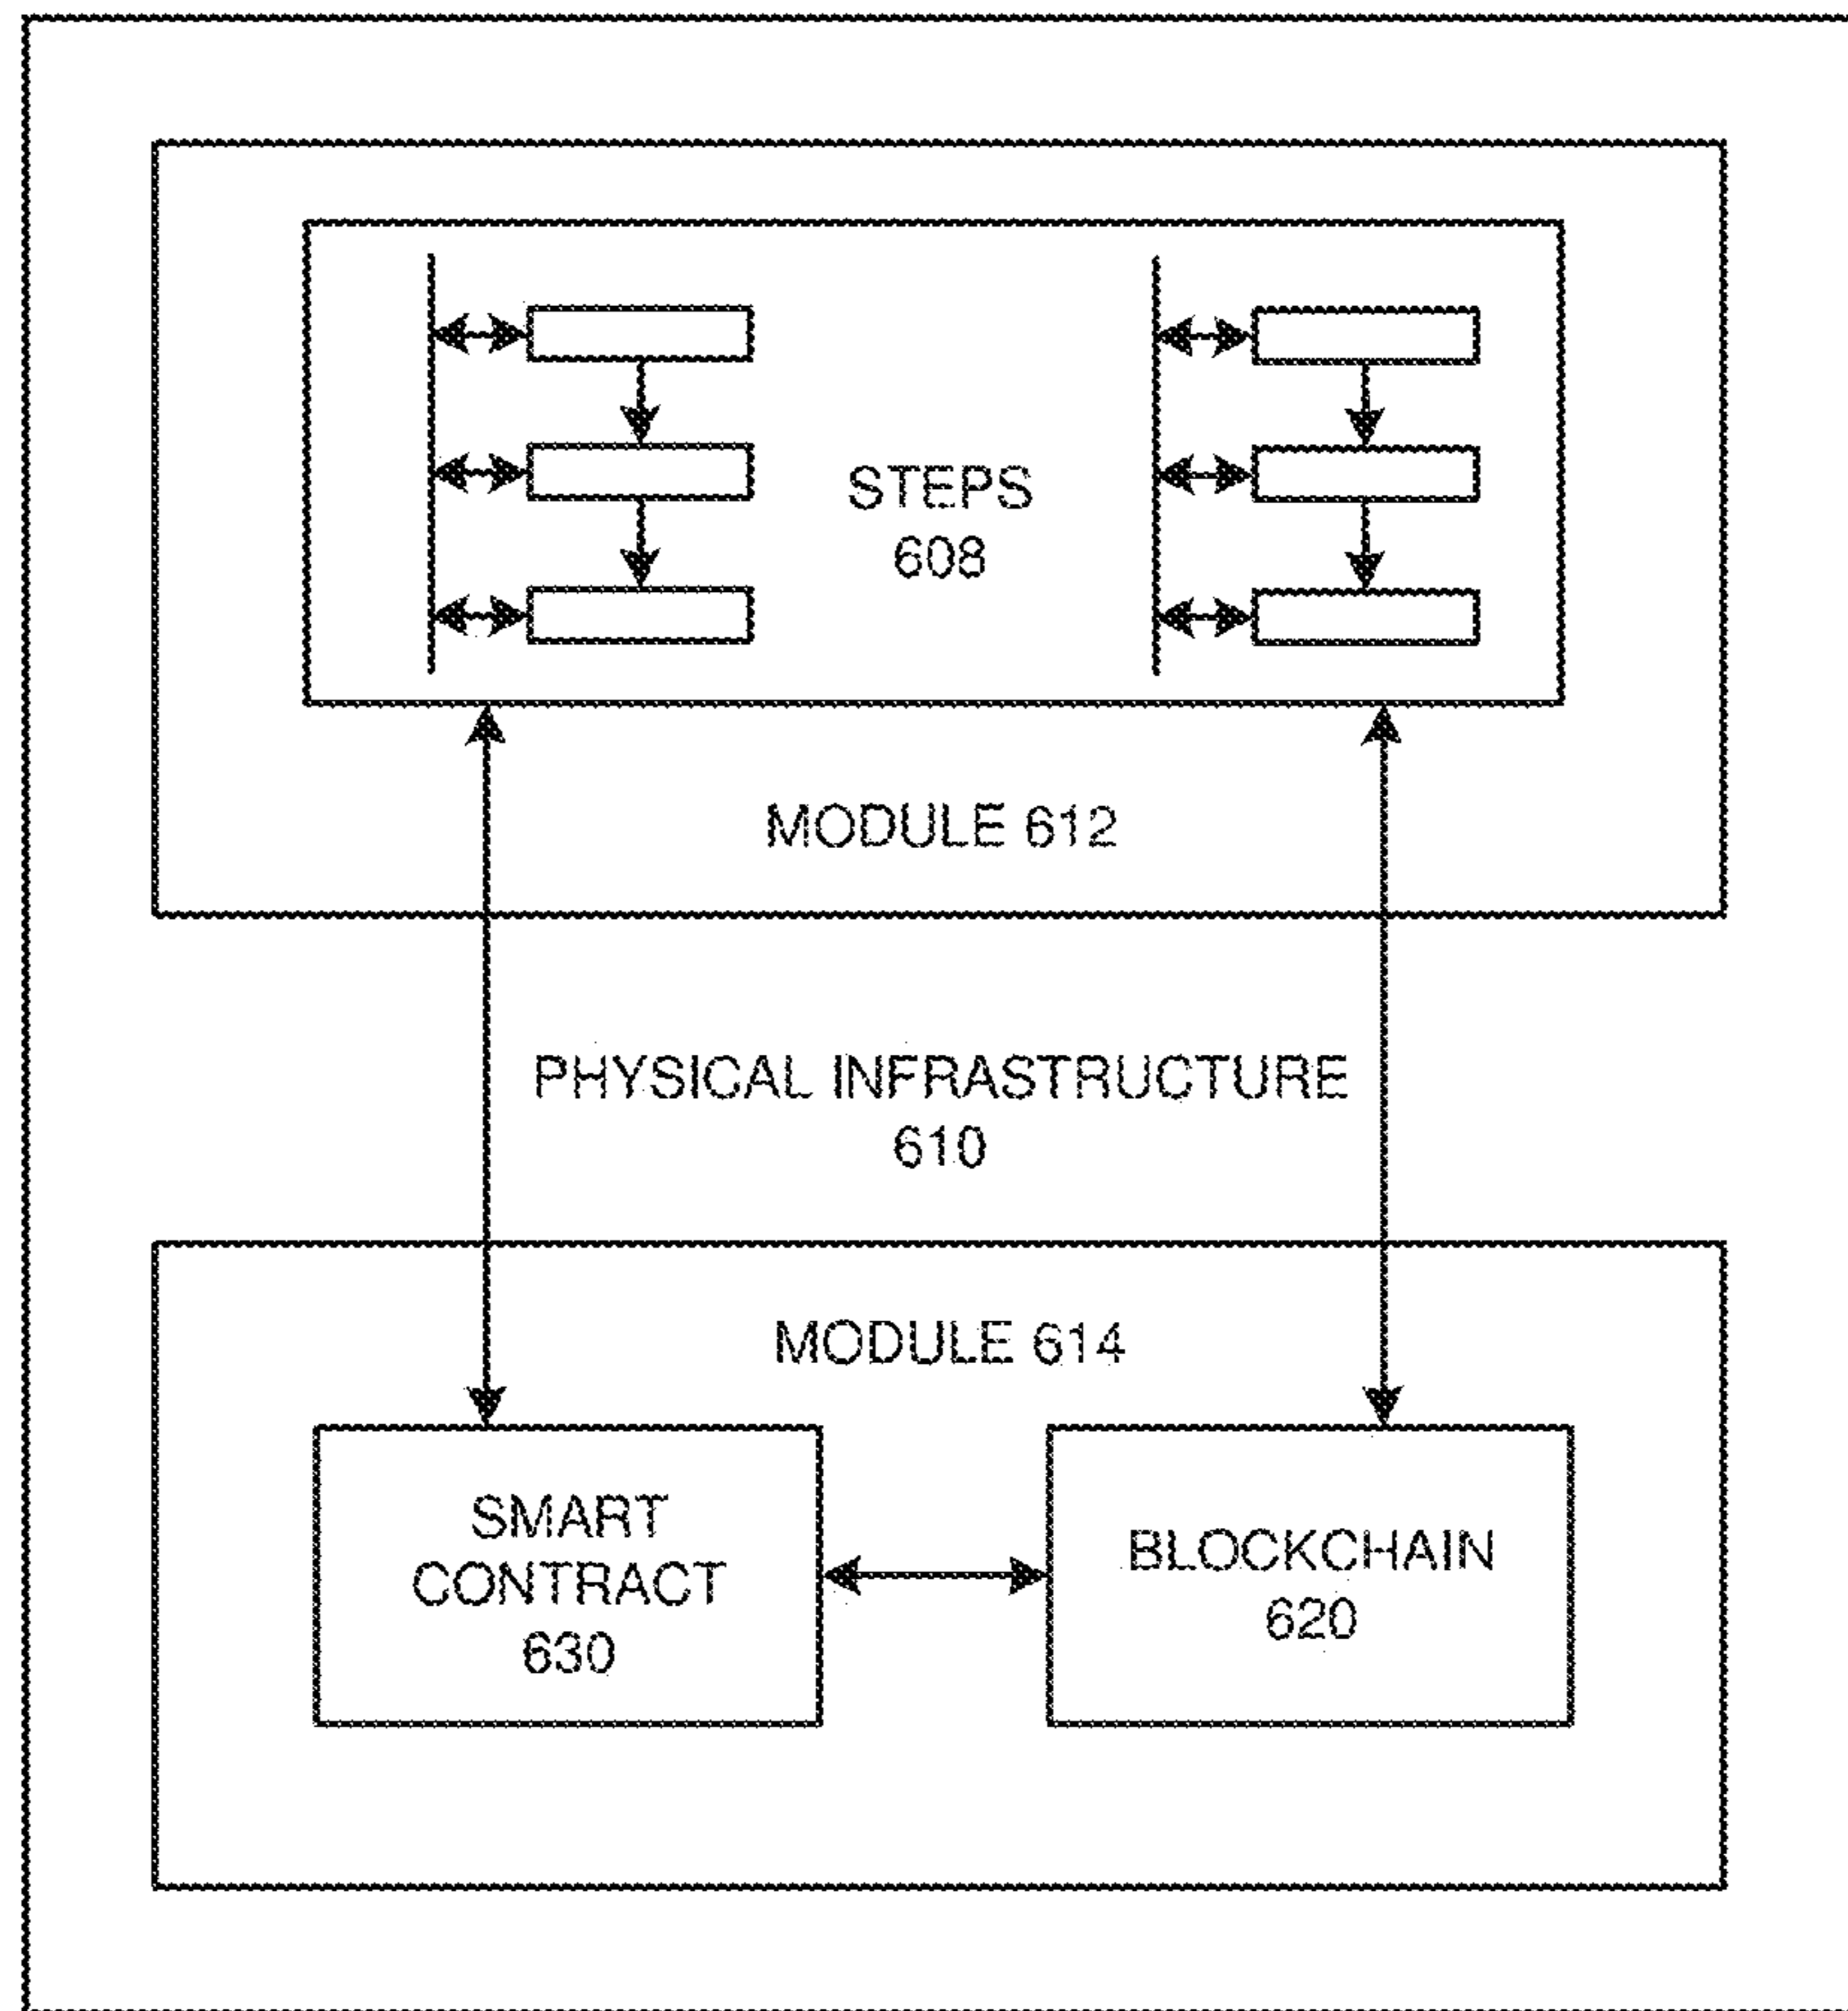 STEPS
608
MODULE 612
PHYSICAL INFRASTRUCTURE
610
MODULE 614
SMART
CONTRACT
630
BLOCKCHAIN
620